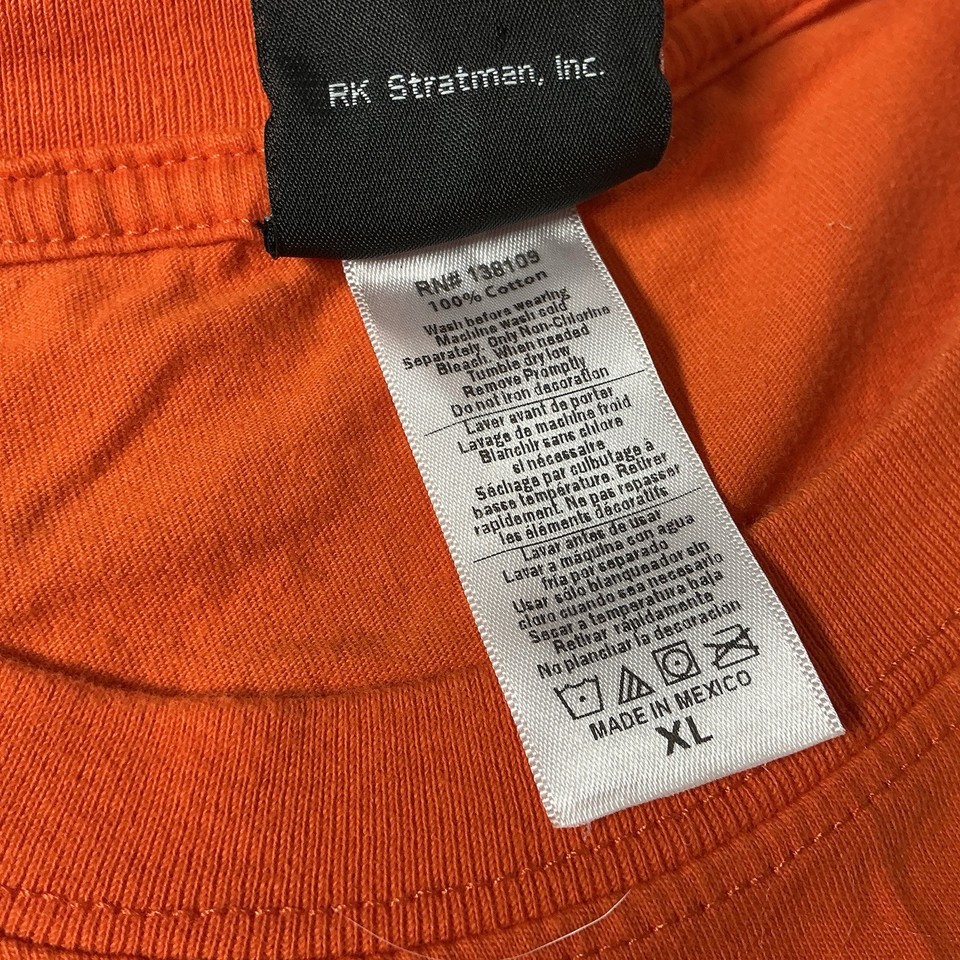 RK Stratman, Inc.
RN# 138109
100% Cotton
Wash before wearing
Machine wash cold
Separately. Only Non-Chlorine
Bleach. When needed
Tumble dry low
Remove Promptly
Do not Iron decoration
Laver avant de porter
Lavage de machine froid
Blanchir sans chlore
si nécessaire
Séchage par culbutage à
basse température. Retirer
rapidement. Ne pas repasser
les éléments décoratifs
Lavar antes de usar
Lavar a máquina con agua
fría por separado
Usar sólo blanqueador sin
cloro cuando sea necesario
Secar a temperatura baja
Retirar rápidamente
No planchar la decoración
MADE IN MEXICO
XL